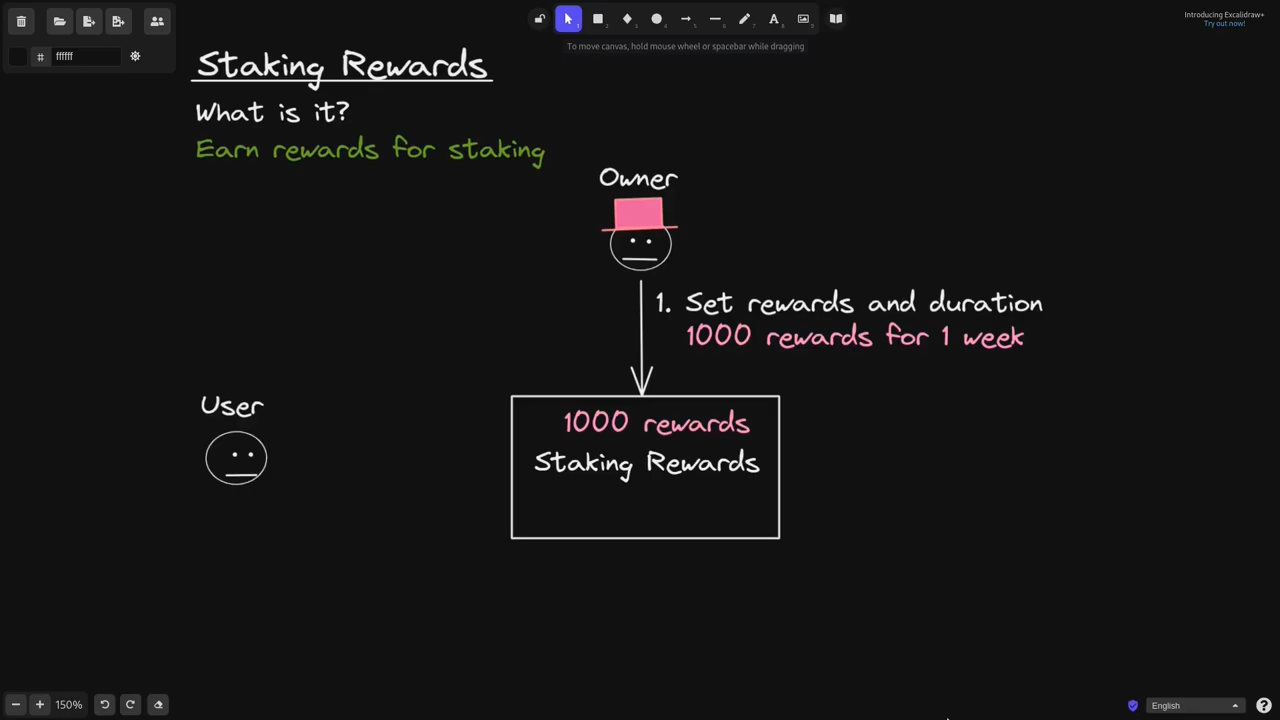 Introducing Excalidraw+
Try out now!
To move canvas, hold mouse wheel or spacebar while dragging
# ffffff
Staking Rewards
What is it?
Earn rewards for staking
Owner
1. Set rewards and duration
1000 rewards for 1 week
User
1000 rewards
Staking Rewards
150%
English